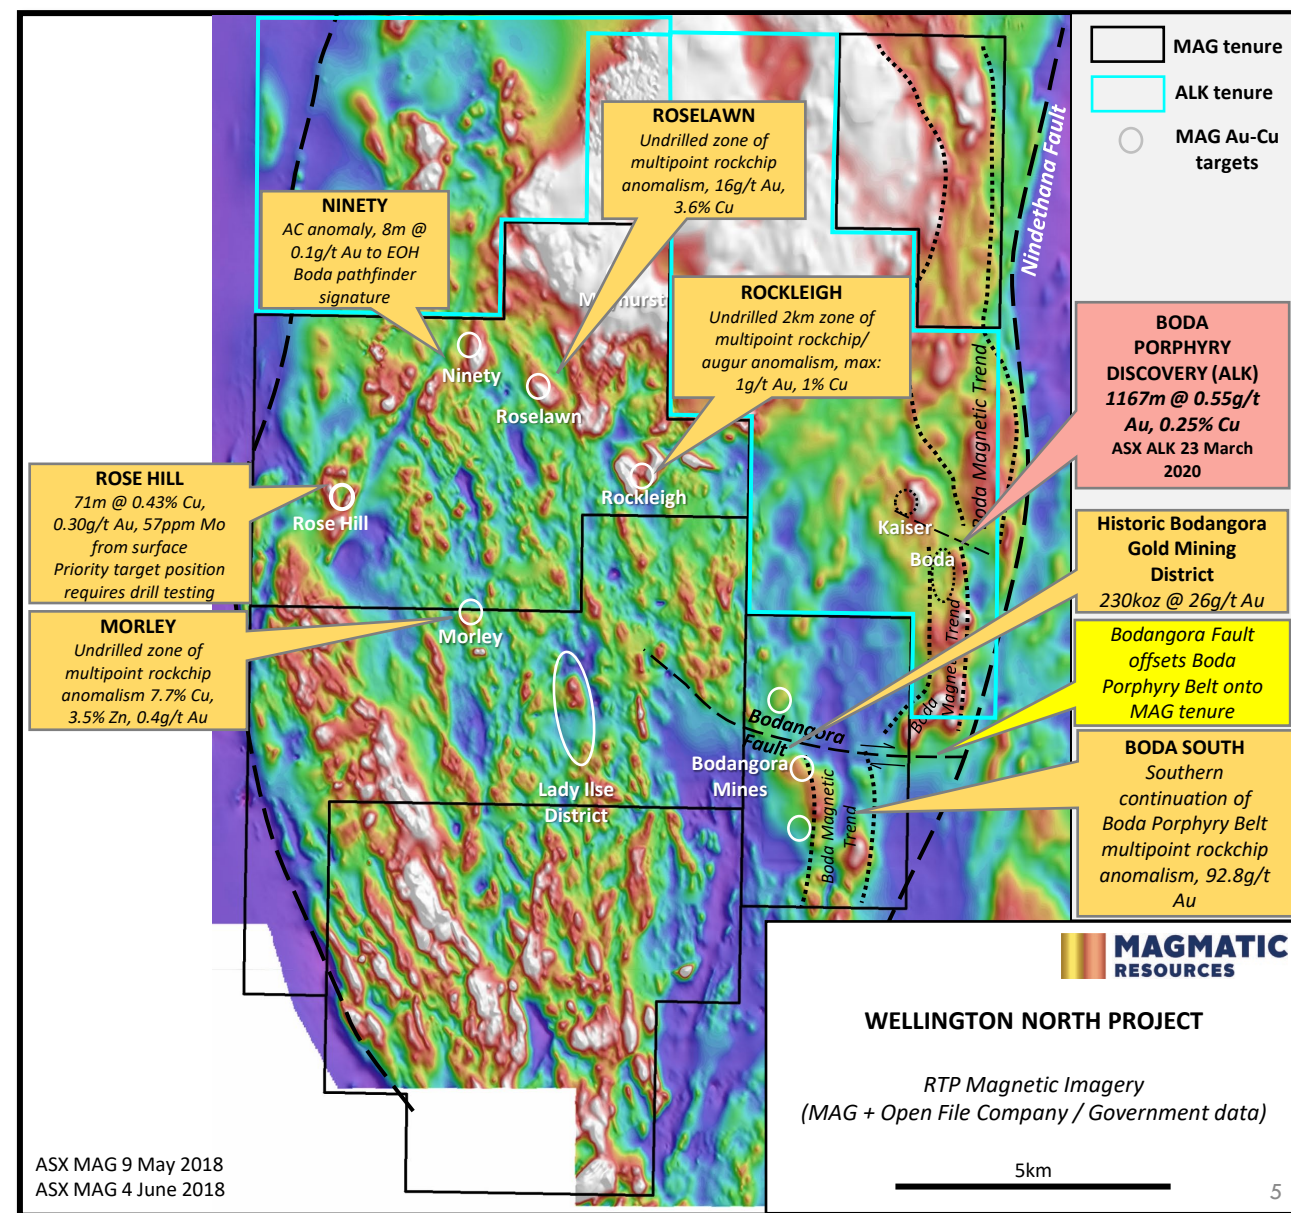 MAG tenure
ALK tenure
MAG Au-Cu
targets
Nindethana Fault
ROSELAWN
Undrilled zone of
multipoint rockchip
anomalism, 16g/t Au,
3.6% Cu
NINETY
AC anomaly, 8m @
0.1g/t Au to EOH
Boda pathfinder
signature
ROCKLEIGH
Undrilled 2km zone of
multipoint rockchip/
augur anomalism, max:
1g/t Au, 1% Cu
BODA
PORPHYRY
DISCOVERY (ALK)
1167m @ 0.55g/t
Au, 0.25% Cu
ASX ALK 23 March
2020
Ninety
Roselawn
Boda Magnetic Trend
ROSE HILL
71m @ 0.43% Cu,
0.30g/t Au, 57ppm Mo
from surface
Priority target position
requires drill testing
Rose Hill
Rockleigh
Kaiser
Boda
Historic Bodangora
Gold Mining
District
230koz @ 26g/t Au
MORLEY
Undrilled zone of
multipoint rockchip
anomalism 7.7% Cu,
3.5% Zn, 0.4g/t Au
Morley
Boda
Magnetic Trend
Bodangora Fault
offsets Boda
Porphyry Belt onto
MAG tenure
Bodangora
Fault
Bodangora
Mines
Lady Ilse
District
Boda Magnetic
Trend
BODA SOUTH
Southern
continuation of
Boda Porphyry Belt
multipoint rockchip
anomalism, 92.8g/t
Au
MAGMATIC
RESOURCES
WELLINGTON NORTH PROJECT
RTP Magnetic Imagery
(MAG + Open File Company / Government data)
5km
ASX MAG 9 May 2018
ASX MAG 4 June 2018
5